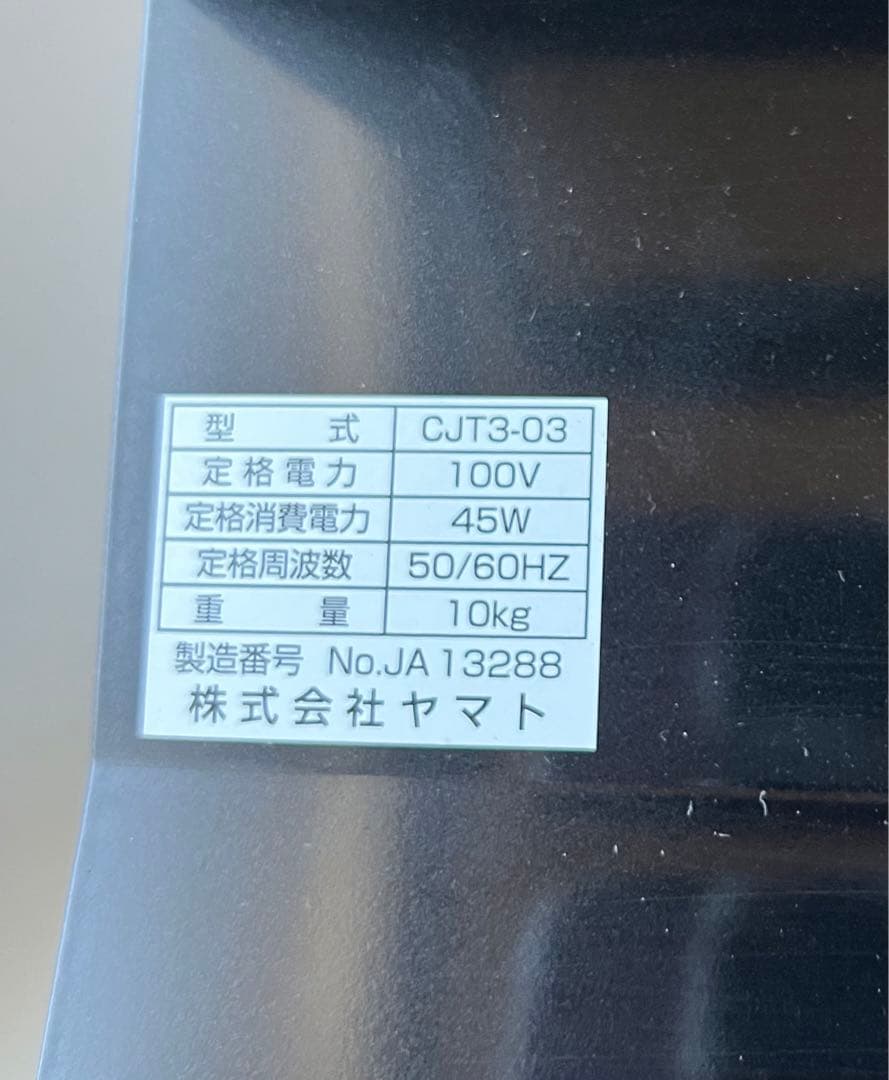 型式 CJT3-03
定格電力 100V
定格消費電力 45W
定格周波数 50/60HZ
重量 10kg
製造番号 No.JA13288
株式会社ヤマト